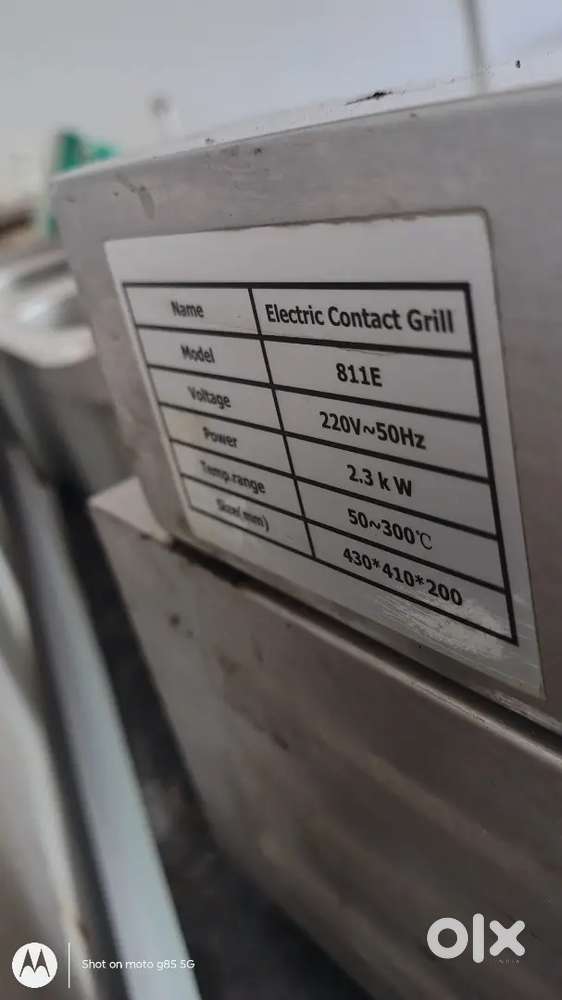 Name Electric Contact Grill
Model 811E
Voltage 220V~50Hz
Power 2.3 k W
Temp.range 50~300℃
Size(mm) 430*410*200
olx
INDIA
Shot on moto g85 5G